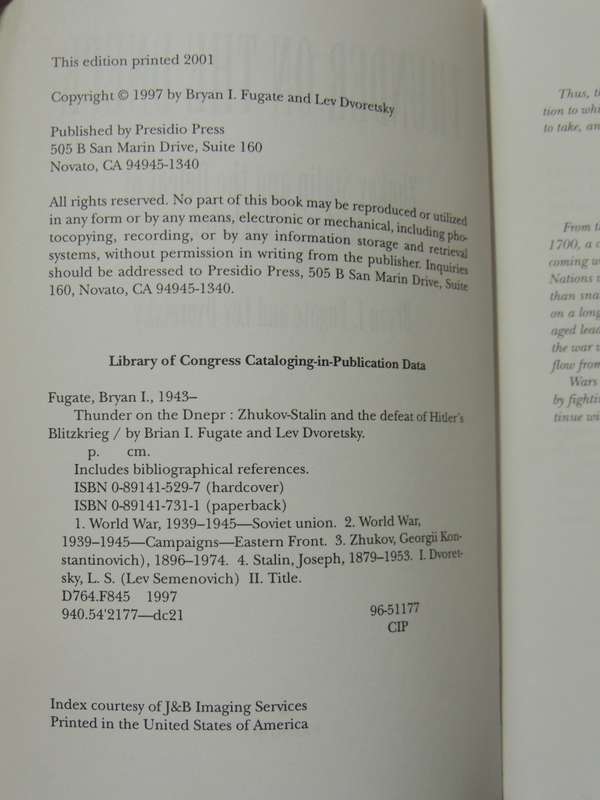 This edition printed 2001
Copyright © 1997 by Bryan I. Fugate and Lev Dvoretsky
Published by Presidio Press
505 B San Marin Drive, Suite 160
Novato, CA 94945-1340
All rights reserved. No part of this book may be reproduced or utilized
in any form or by any means, electronic or mechanical, including pho-
tocopying, recording, or by any information storage and retrieval
systems, without permission in writing from the publisher. Inquiries
should be addressed to Presidio Press, 505 B San Marin Drive, Suite
160, Novato, CA 94945-1340.
Library of Congress Cataloging-in-Publication Data
Fugate, Bryan I., 1943–
Thunder on the Dnepr : Zhukov-Stalin and the defeat of Hitler's
Blitzkrieg / by Brian I. Fugate and Lev Dvoretsky.
p. cm.
Includes bibliographical references.
ISBN 0-89141-529-7 (hardcover)
ISBN 0-89141-731-1 (paperback)
1. World War, 1939–1945—Soviet union. 2. World War,
1939–1945—Campaigns—Eastern Front. 3. Zhukov, Georgii Kon-
stantinovich), 1896–1974. 4. Stalin, Joseph, 1879–1953. I. Dvoret-
sky, L. S. (Lev Semenovich) II. Title.
D764.F845 1997
940.54'2177—dc21
96-51177
CIP
Index courtesy of J&B Imaging Services
Printed in the United States of America
Thus,
tion to
to take,
From
1700, a
coming
Nations
than
on a long
aged
the war
flow from
Wars
by
tinue